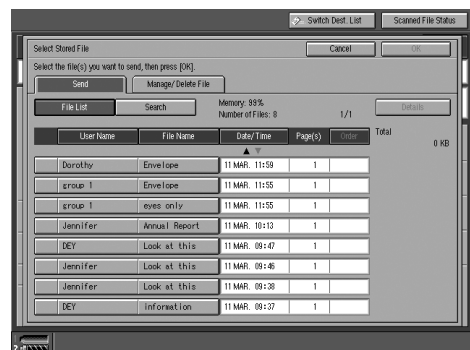 Switch Dest. List Scanned File Status
Select Stored File Cancel OK
Select the file(s) you want to send, then press [OK].
Send Manage/ Delete File
File List Search Memory: 99% Details
Number of Files: 8 1/1
User Name File Name Date/Time Page(s) Order Total
0 KB
Dorothy Envelope 11 MAR. 11:59 1
group 1 Envelope 11 MAR. 11:55 1
group 1 eyes only 11 MAR. 11:55 1
Jennifer Annual Report 11 MAR. 10:13 1
DEY Look at this 11 MAR. 09:47 1
Jennifer Look at this 11 MAR. 09:46 1
Jennifer Look at this 11 MAR. 09:38 1
DEY information 11 MAR. 09:37 1